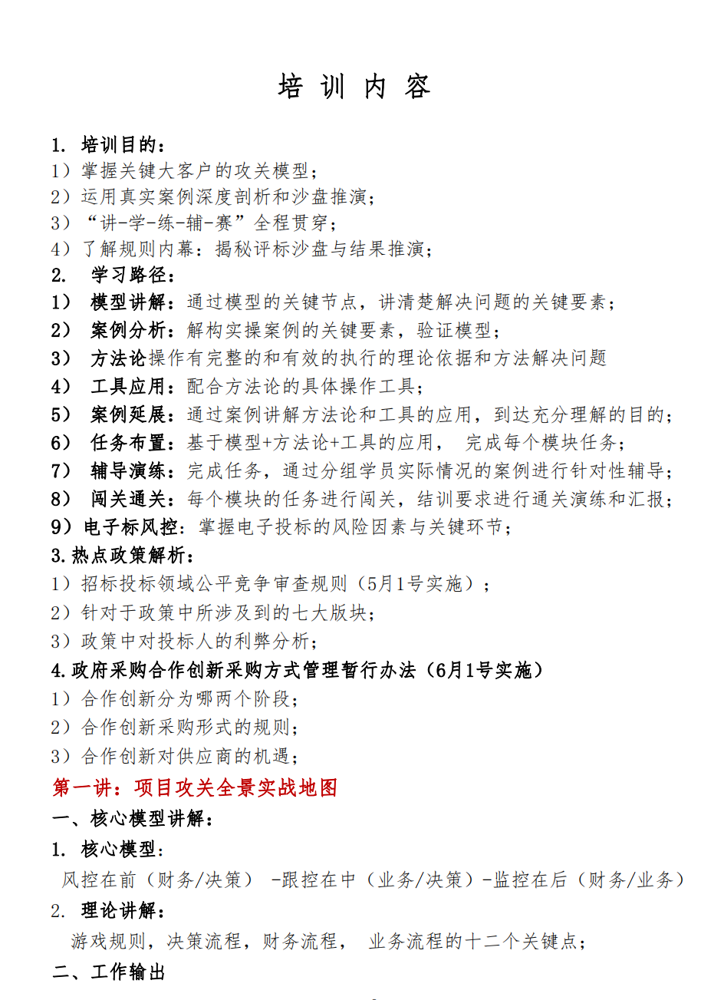 培 训 内 容
1. 培训目的：
1）掌握关键大客户的攻关模型；
2）运用真实案例深度剖析和沙盘推演；
3）“讲-学-练-辅-赛”全程贯穿；
4）了解规则内幕：揭秘评标沙盘与结果推演；
2. 学习路径：
1） 模型讲解：通过模型的关键节点，讲清楚解决问题的关键要素；
2） 案例分析：解构实操案例的关键要素，验证模型；
3） 方法论操作有完整的和有效的执行的理论依据和方法解决问题
4） 工具应用：配合方法论的具体操作工具；
5） 案例延展：通过案例讲解方法论和工具的应用，到达充分理解的目的；
6） 任务布置：基于模型+方法论+工具的应用， 完成每个模块任务；
7） 辅导演练：完成任务，通过分组学员实际情况的案例进行针对性辅导；
8） 闯关通关：每个模块的任务进行闯关，结训要求进行通关演练和汇报；
9）电子标风控：掌握电子投标的风险因素与关键环节；
3.热点政策解析：
1）招标投标领域公平竞争审查规则（5月1号实施）；
2）针对于政策中所涉及到的七大版块；
3）政策中对投标人的利弊分析；
4.政府采购合作创新采购方式管理暂行办法（6月1号实施）
1）合作创新分为哪两个阶段；
2）合作创新采购形式的规则；
3）合作创新对供应商的机遇；
第一讲：项目攻关全景实战地图
一、核心模型讲解：
1. 核心模型：
风控在前（财务/决策） -跟控在中（业务/决策）-监控在后（财务/业务）
2. 理论讲解：
游戏规则，决策流程，财务流程， 业务流程的十二个关键点；
二、工作输出